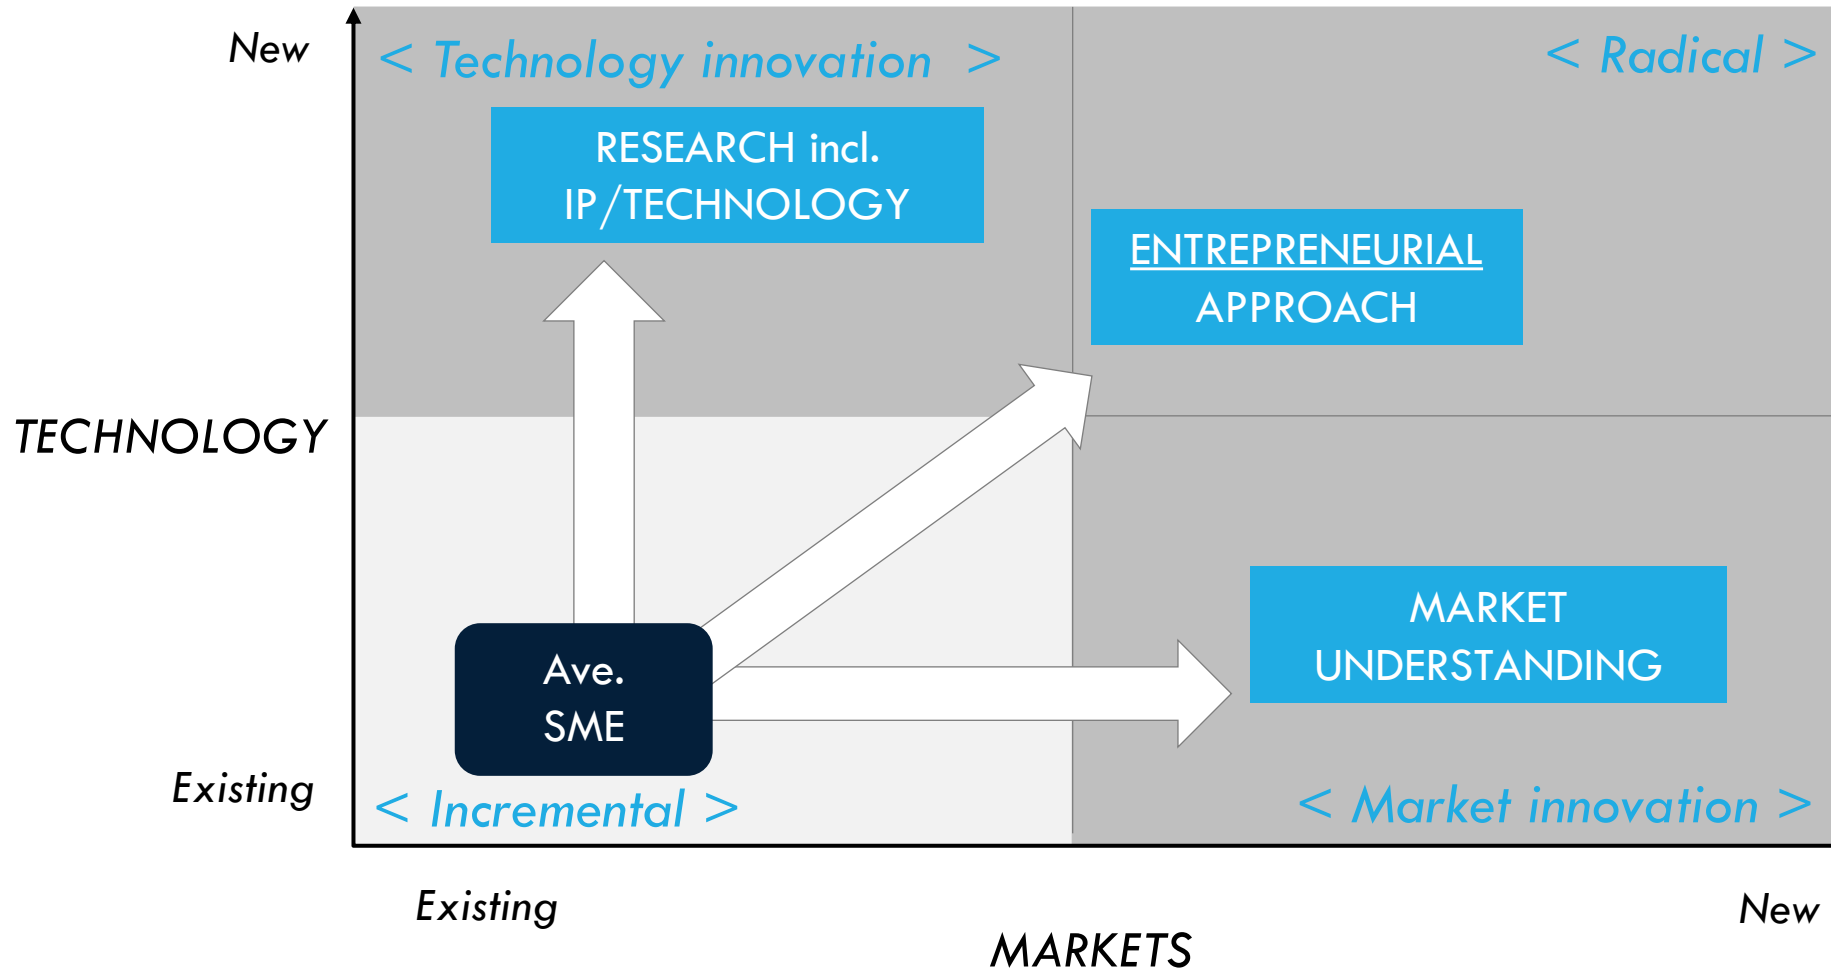 New
< Technology innovation >
< Radical >
RESEARCH incl.
IP/TECHNOLOGY
ENTREPRENEURIAL
APPROACH
TECHNOLOGY
MARKET
UNDERSTANDING
Ave.
SME
Existing
< Incremental >
< Market innovation >
Existing
New
MARKETS